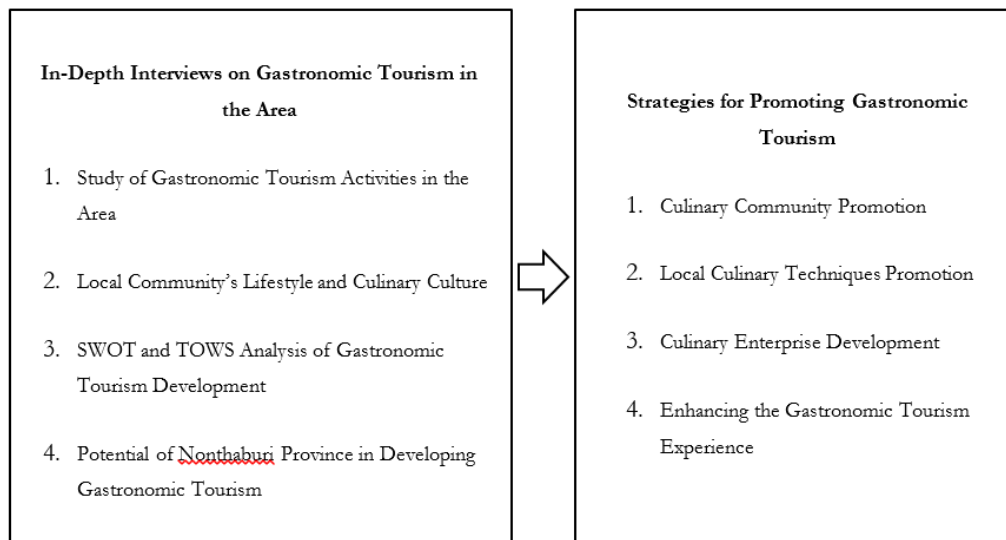 In-Depth Interviews on Gastronomic Tourism in
the Area
1. Study of Gastronomic Tourism Activities in the
Area
2. Local Community's Lifestyle and Culinary Culture
3. SWOT and TOWS Analysis of Gastronomic
Tourism Development
4. Potential of Nonthaburi Province in Developing
Gastronomic Tourism
Strategies for Promoting Gastronomic
Tourism
1. Culinary Community Promotion
2. Local Culinary Techniques Promotion
3. Culinary Enterprise Development
4. Enhancing the Gastronomic Tourism
Experience